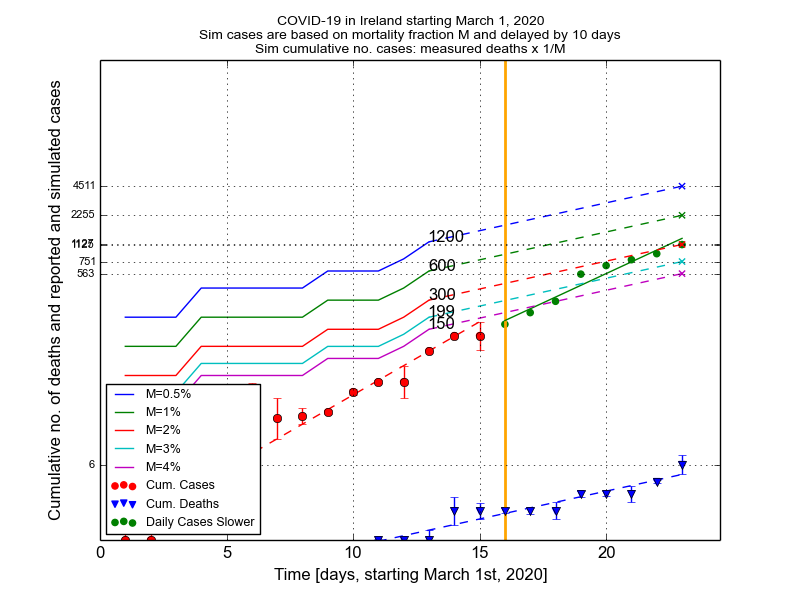 COVID-19 in Ireland starting March 1, 2020
Sim cases are based on mortality fraction M and delayed by 10 days
Sim cumulative no. cases: measured deaths x 1/M
Cumulative no. of deaths and reported and simulated cases
4511
2255
751
563
6
1200
600
300
199
150
M=0.5%
M=1%
M=2%
M=3%
M=4%
Cum. Cases
Cum. Deaths
Daily Cases Slower
0 5 10 15 20
Time [days, starting March 1st, 2020]